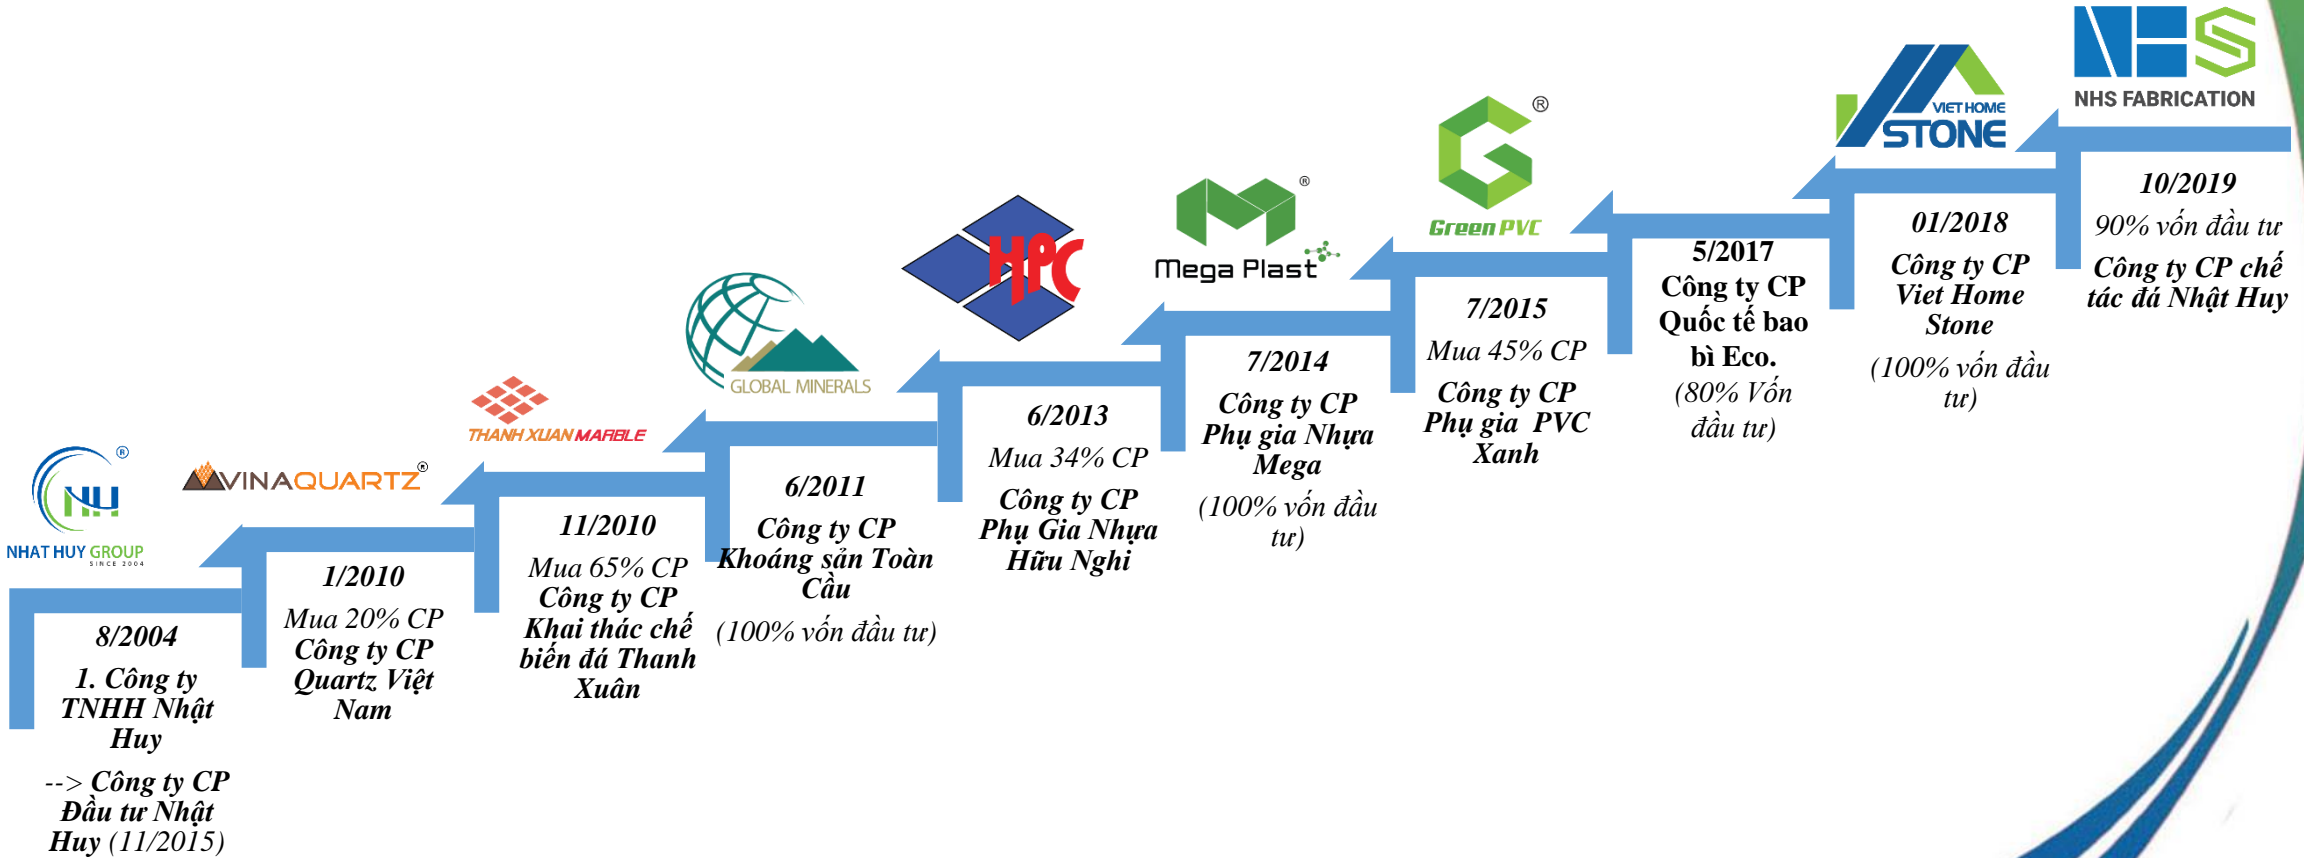 NHAT HUY GROUP
SINCE 2004
®
8/2004
1. Công ty
TNHH Nhật
Huy
--> Công ty CP
Đầu tư Nhật
Huy (11/2015)
VINAQUARTZ®
1/2010
Mua 20% CP
Công ty CP
Quartz Việt
Nam
THANH XUAN MARBLE
11/2010
Mua 65% CP
Công ty CP
Khai thác chế
biến đá Thanh
Xuân
GLOBAL MINERALS
6/2011
Công ty CP
Khoáng sản Toàn
Cầu
(100% vốn đầu tư)
HPC
6/2013
Mua 34% CP
Công ty CP
Phụ Gia Nhựa
Hữu Nghi
®
Mega Plast
7/2014
Công ty CP
Phụ gia Nhựa
Mega
(100% vốn đầu
tư)
®
Green PVC
7/2015
Mua 45% CP
Công ty CP
Phụ gia PVC
Xanh
5/2017
Công ty CP
Quốc tế bao
bì Eco.
(80% Vốn
đầu tư)
VIET HOME
STONE
01/2018
Công ty CP
Viet Home
Stone
(100% vốn đầu
tư)
NHS
NHS FABRICATION
10/2019
90% vốn đầu tư
Công ty CP chế
tác đá Nhật Huy